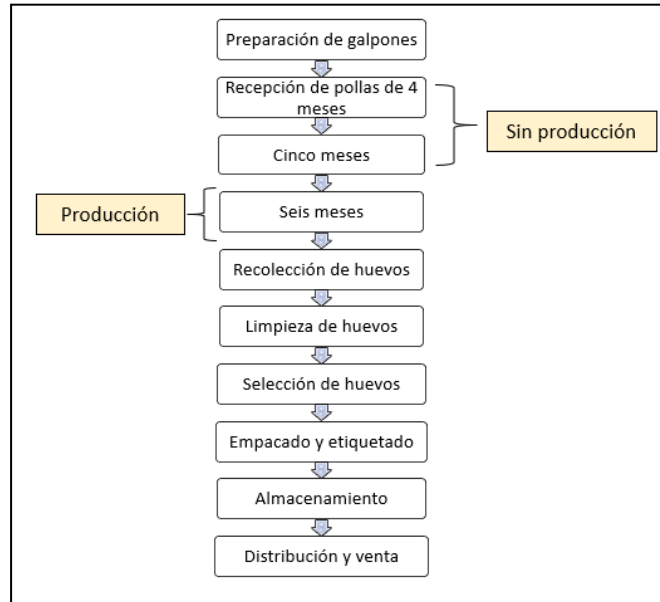 Preparación de galpones
Recepción de pollas de 4
meses
Sin producción
Cinco meses
Producción
Seis meses
Recolección de huevos
Limpieza de huevos
Selección de huevos
Empacado y etiquetado
Almacenamiento
Distribución y venta